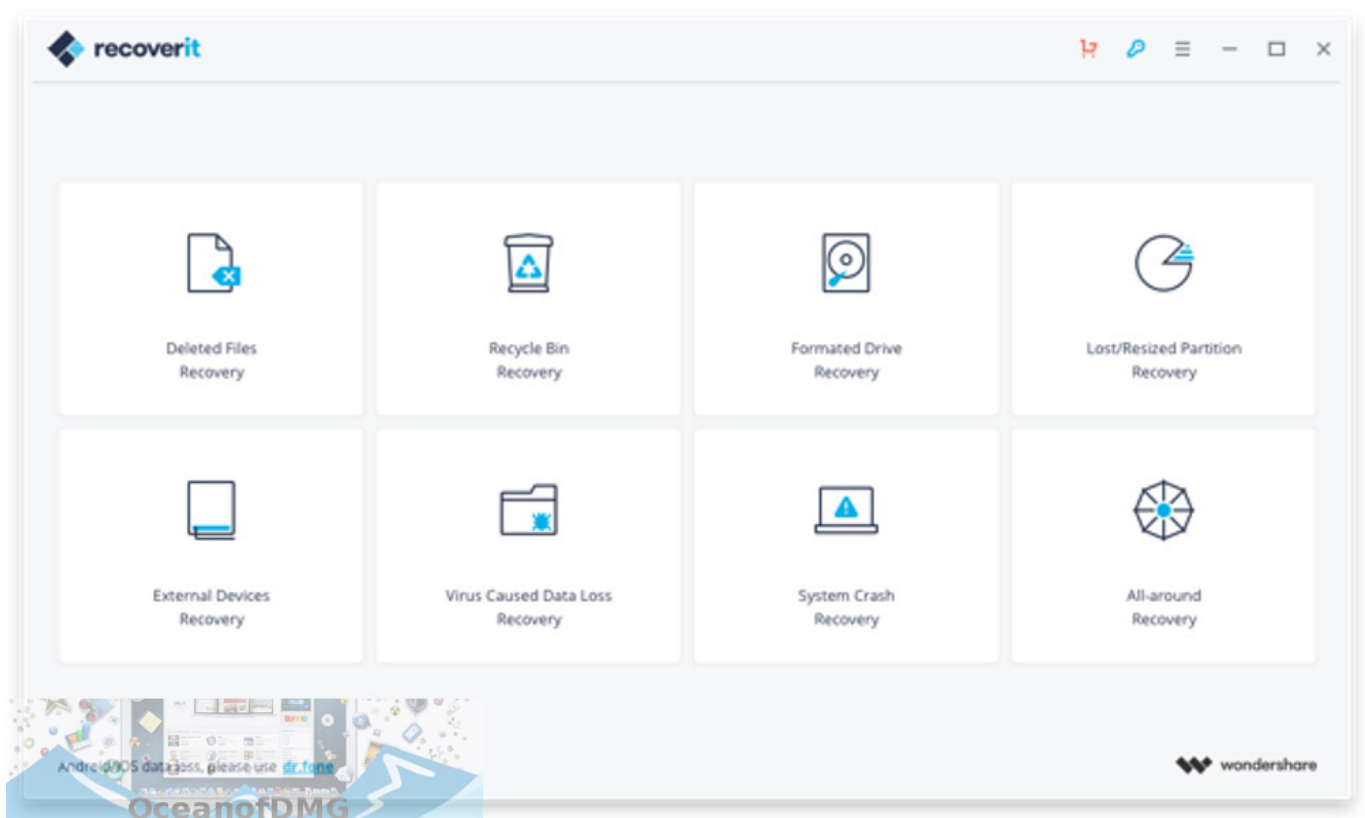 recoverit
Deleted Files
Recovery
Recycle Bin
Recovery
Formated Drive
Recovery
Lost/Resized Partition
Recovery
External Devices
Recovery
Virus Caused Data Loss
Recovery
System Crash
Recovery
All-around
Recovery
Android/iOS data loss, please use dr.fone
wondershare
OceanofDMG